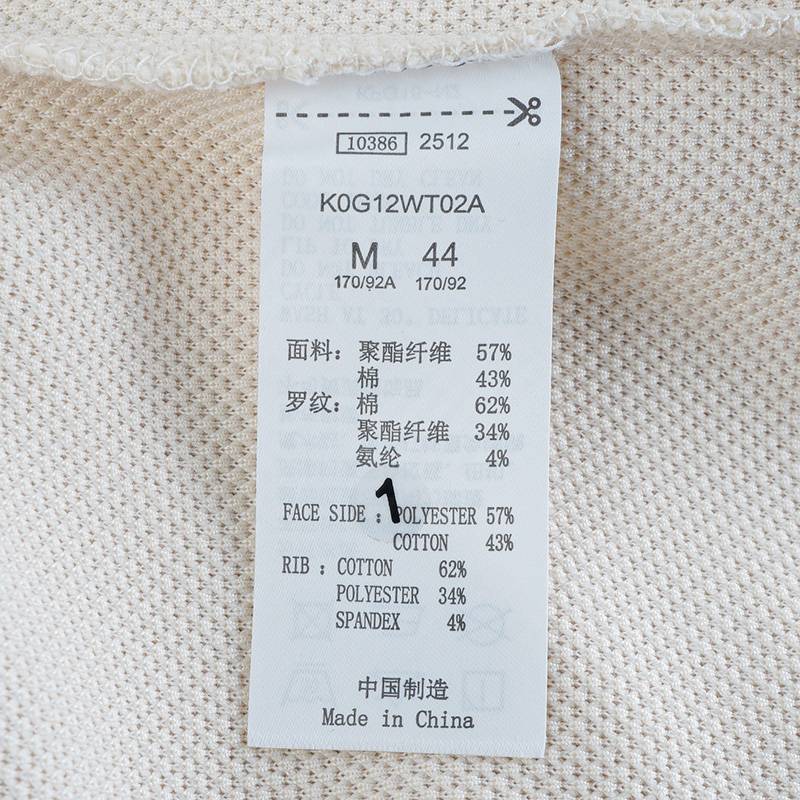 10386 2512
K0G12WT02A
M 44
170/92A 170/92
面料：聚酯纤维 57%
棉 43%
罗纹：棉 62%
聚酯纤维 34%
氨纶 4%
1
FACE SIDE : POLYESTER 57%
COTTON 43%
RIB : COTTON 62%
POLYESTER 34%
SPANDEX 4%
中国制造
Made in China